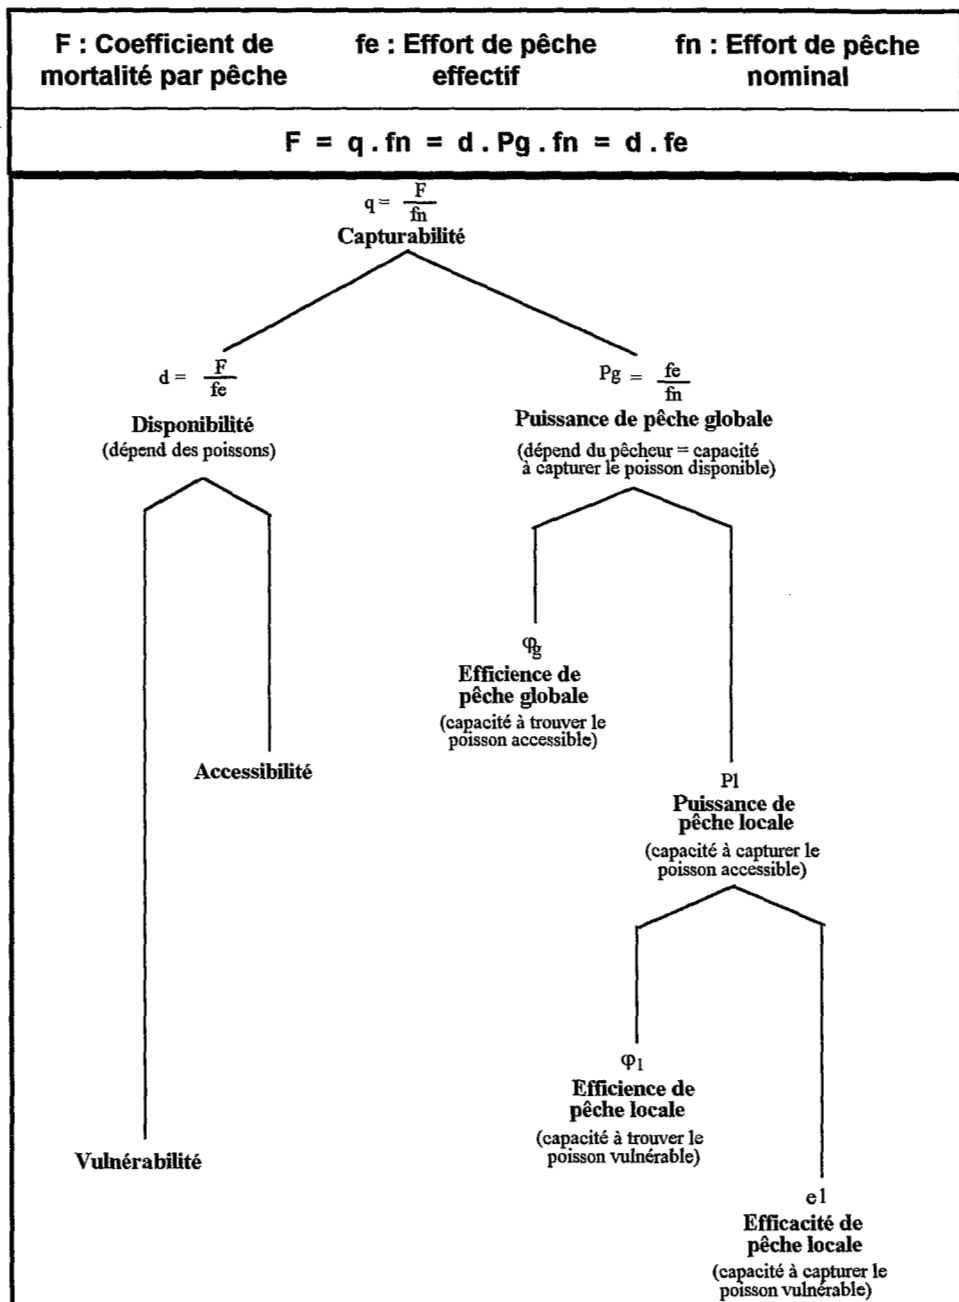 F : Coefficient de
mortalité par pêche
fe : Effort de pêche
effectif
fn : Effort de pêche
nominal
F = q . fn = d . Pg . fn = d . fe
q = F
fn
Capturabilité
d = F
fe
Disponibilité
(dépend des poissons)
Pg = fe
fn
Puissance de pêche globale
(dépend du pêcheur = capacité
à capturer le poisson disponible)
φg
Efficience de
pêche globale
(capacité à trouver le
poisson accessible)
Accessibilité
Pl
Puissance de
pêche locale
(capacité à capturer le
poisson accessible)
φl
Efficience de
pêche locale
(capacité à trouver le
poisson vulnérable)
Vulnérabilité
el
Efficacité de
pêche locale
(capacité à capturer le
poisson vulnérable)